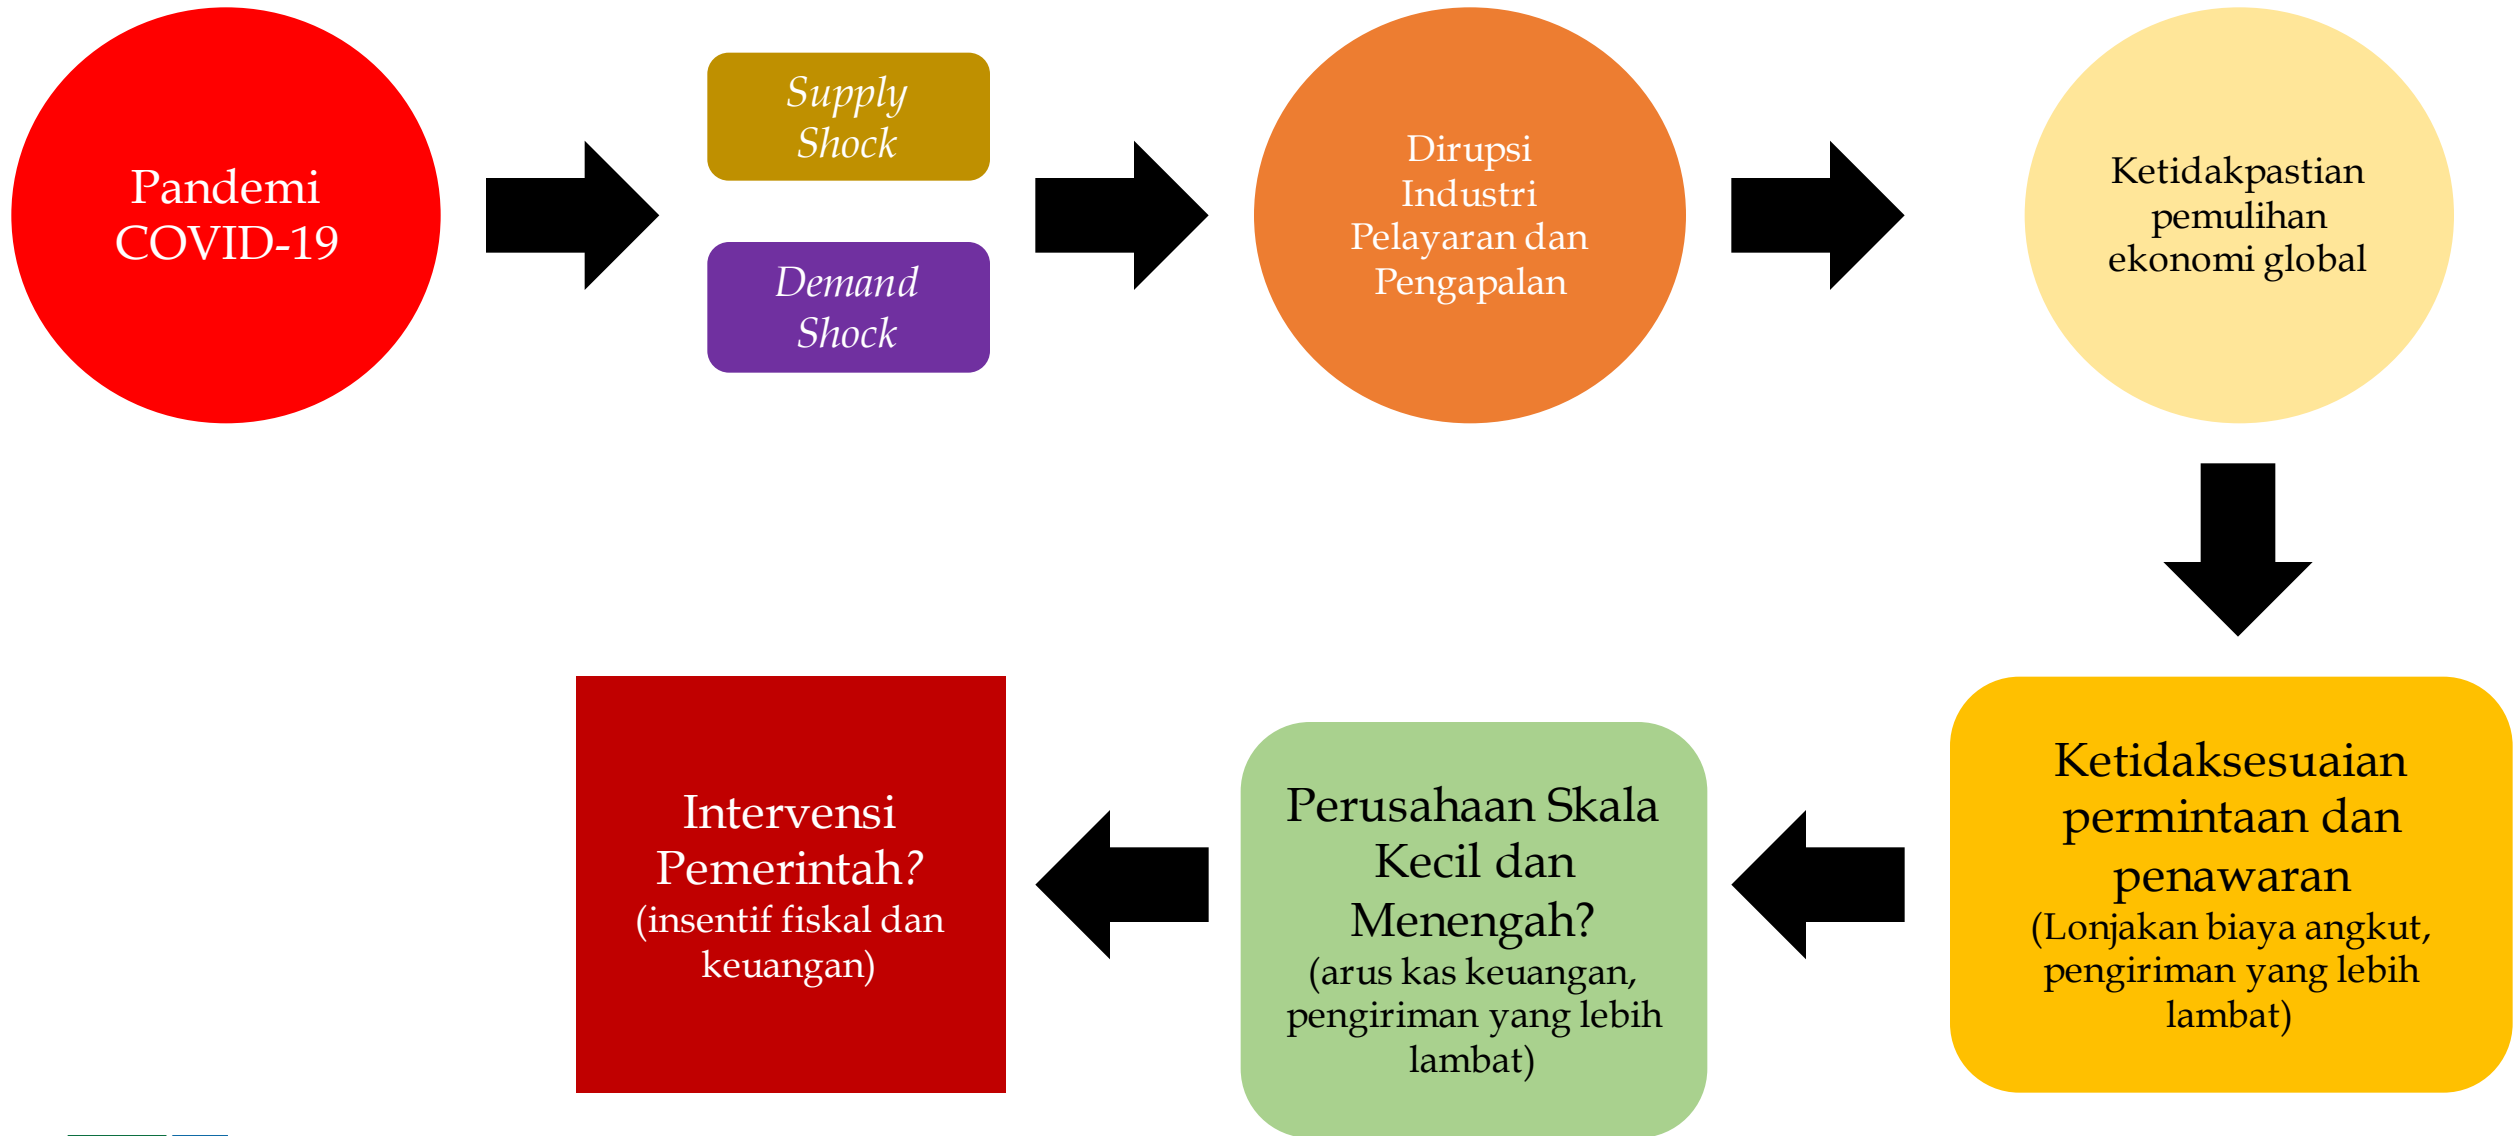 Pandemi
COVID-19
Supply
Shock
Demand
Shock
Dirupsi
Industri
Pelayaran dan
Pengapalan
Ketidakpastian
pemulihan
ekonomi global
Ketidaksesuaian
permintaan dan
penawaran
(Lonjakan biaya angkut,
pengiriman yang lebih
lambat)
Perusahaan Skala
Kecil dan
Menengah?
(arus kas keuangan,
pengiriman yang lebih
lambat)
Intervensi
Pemerintah?
(insentif fiskal dan
keuangan)